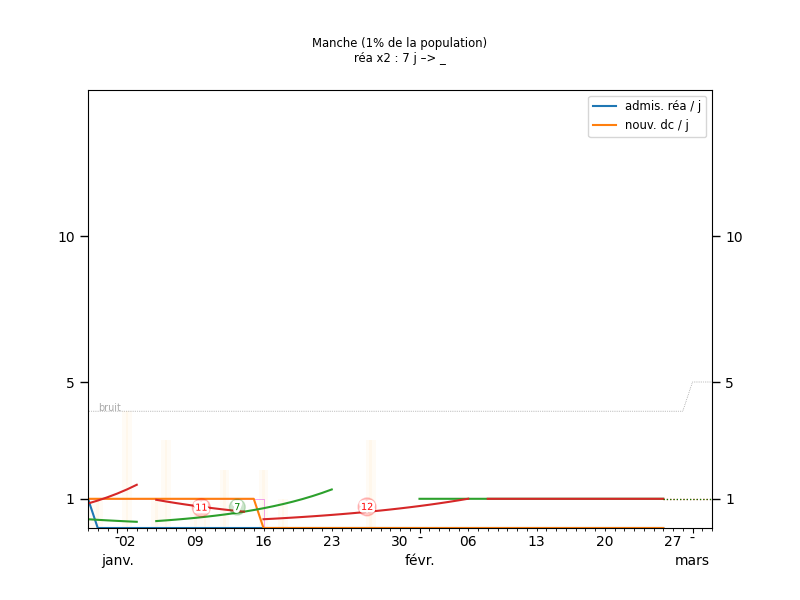 Manche (1% de la population)
réa x2 : 7 j –> _
admis. réa / j
nouv. dc / j
10
10
5
5
bruit
1
1
11
7
12
02
09
16
23
30
06
13
20
27
janv.
févr.
mars